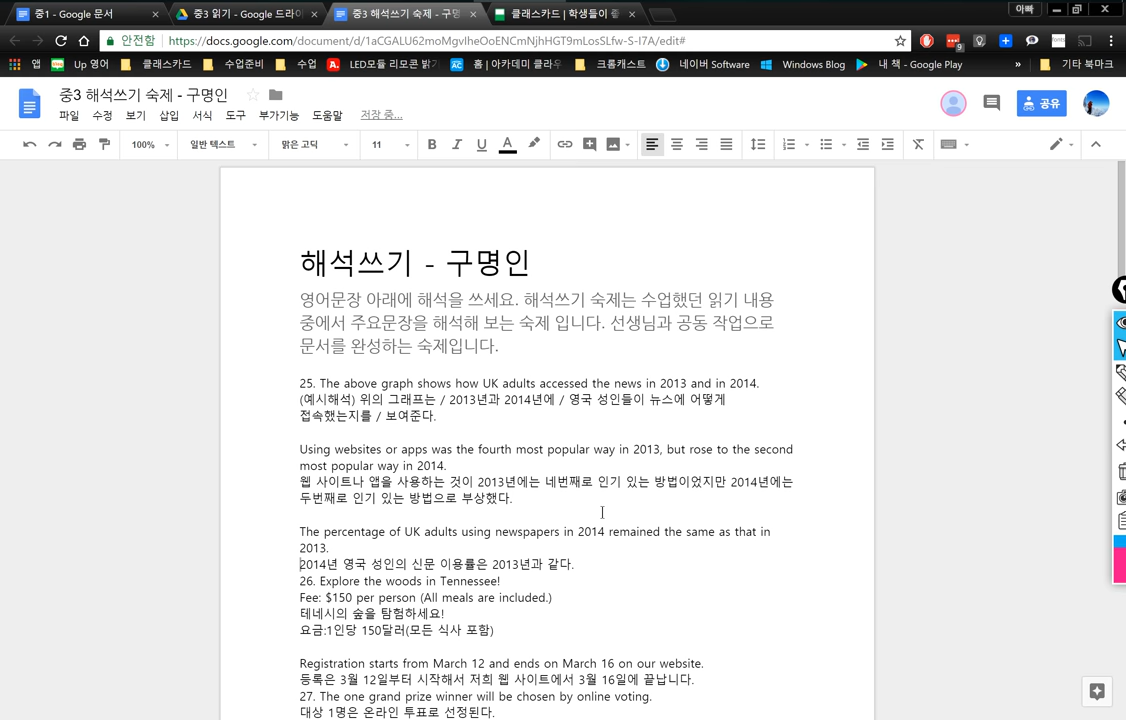 중1 - Google 문서
중3 읽기 - Google 드라이
중3 해석쓰기 숙제 - 구명
클래스카드 | 학생들이 좋
아빠
안전함
https://docs.google.com/document/d/1aCGALU62moMgvIheOoENCmNjhHGT9mLosSLfw-S-I7A/edit#
앱
Up 영어
클래스카드
수업준비
수업
LED모듈 리모콘 밝기
홈 | 아카데미 클라우
크롬캐스트
네이버 Software
Windows Blog
내 책 - Google Play
»
기타 북마크
중3 해석쓰기 숙제 - 구명인
파일 수정 보기 삽입 서식 도구 부가기능 도움말 저장 중...
공유
100% 일반 텍스트 맑은 고딕 11 B I U A
해석쓰기 - 구명인
영어문장 아래에 해석을 쓰세요. 해석쓰기 숙제는 수업했던 읽기 내용
중에서 주요문장을 해석해 보는 숙제 입니다. 선생님과 공동 작업으로
문서를 완성하는 숙제입니다.
25. The above graph shows how UK adults accessed the news in 2013 and in 2014.
(예시해석) 위의 그래프는 / 2013년과 2014년에 / 영국 성인들이 뉴스에 어떻게
접속했는지를 / 보여준다.
Using websites or apps was the fourth most popular way in 2013, but rose to the second
most popular way in 2014.
웹 사이트나 앱을 사용하는 것이 2013년에는 네번째로 인기 있는 방법이었지만 2014년에는
두번째로 인기 있는 방법으로 부상했다.
The percentage of UK adults using newspapers in 2014 remained the same as that in
2013.
2014년 영국 성인의 신문 이용률은 2013년과 같다.
26. Explore the woods in Tennessee!
Fee: $150 per person (All meals are included.)
테네시의 숲을 탐험하세요!
요금:1인당 150달러(모든 식사 포함)
Registration starts from March 12 and ends on March 16 on our website.
등록은 3월 12일부터 시작해서 저희 웹 사이트에서 3월 16일에 끝납니다.
27. The one grand prize winner will be chosen by online voting.
대상 1명은 온라인 투표로 선정된다.